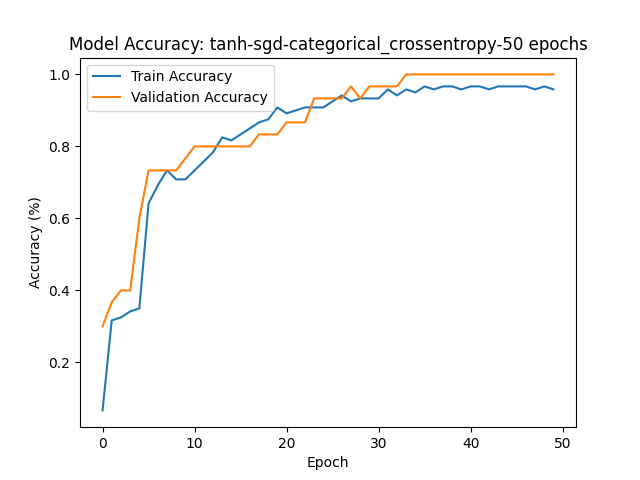 Model Accuracy: tanh-sgd-categorical_crossentropy-50 epochs
Train Accuracy
Validation Accuracy
Accuracy (%)
1.0
0.8
0.6
0.4
0.2
0 10 20 30 40 50
Epoch